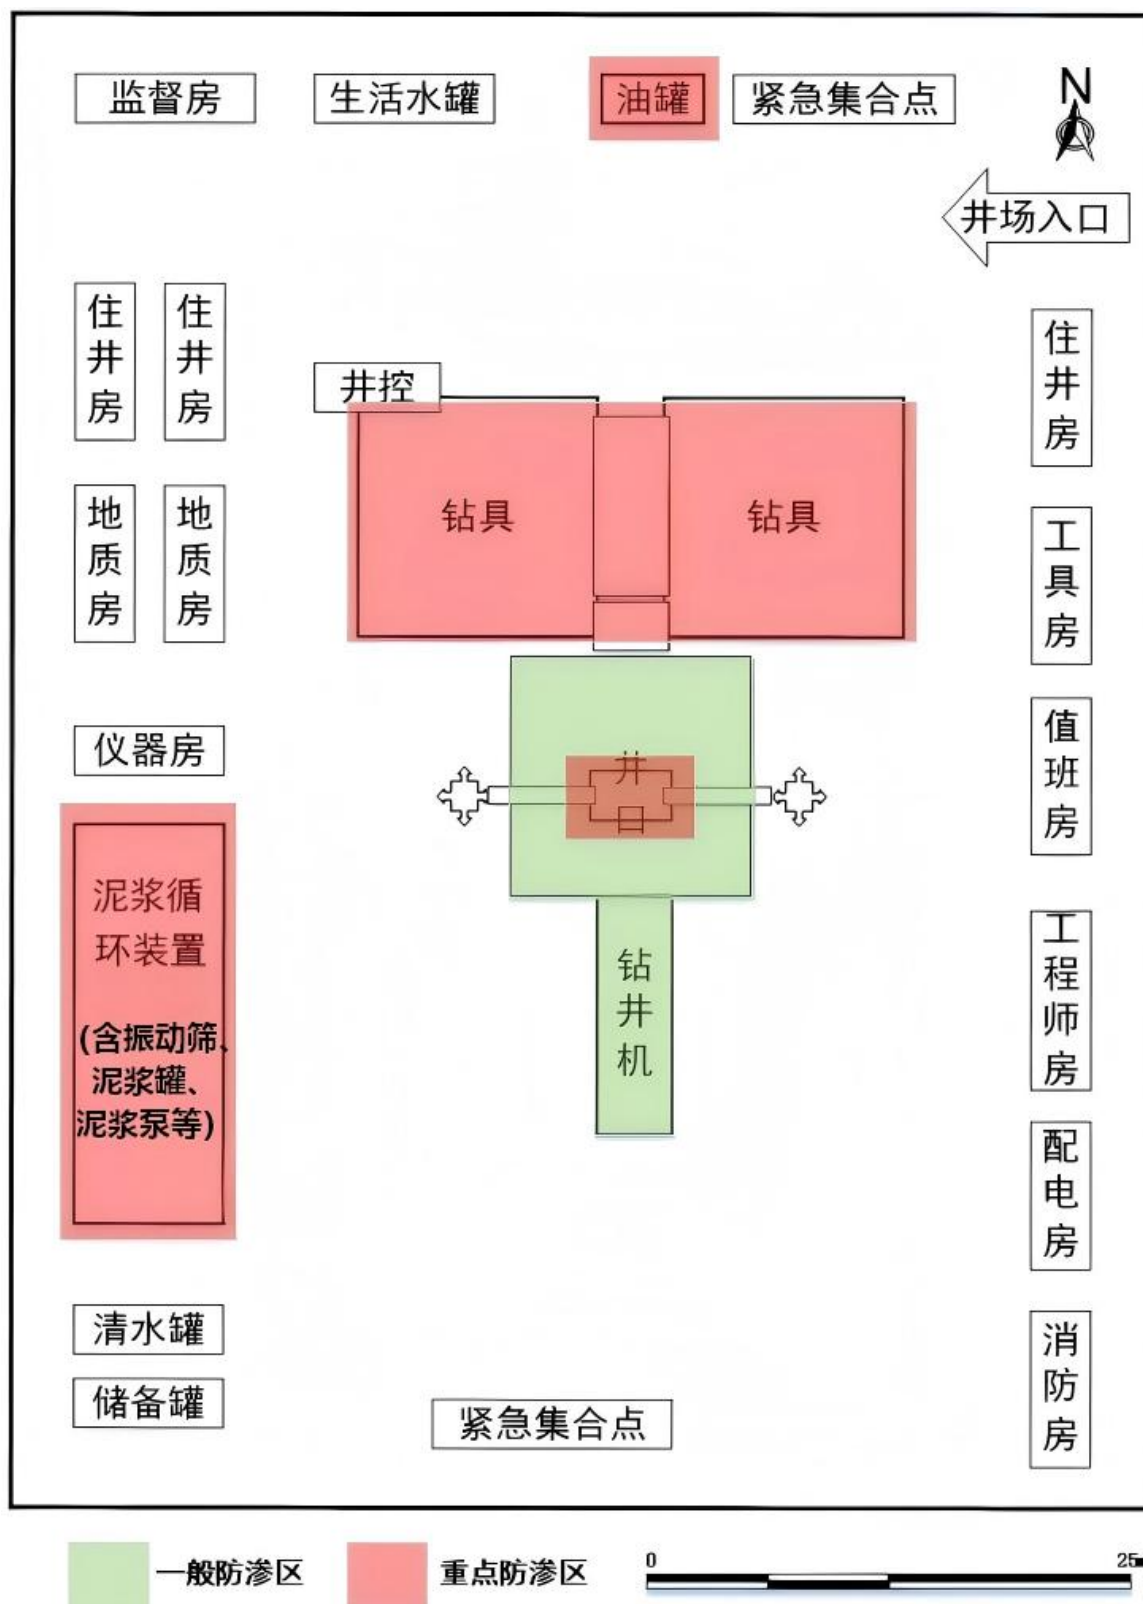 监督房
生活水罐
油罐
紧急集合点
N
井场入口
住井房
住井房
住井房
井控
钻具
钻具
地质房
地质房
工具房
仪器房
井口
值班房
泥浆循
环装置
(含振动筛、
泥浆罐、
泥浆泵等)
钻井机
工程师房
配电房
清水罐
储备罐
紧急集合点
消防房
一般防渗区
重点防渗区
0
25